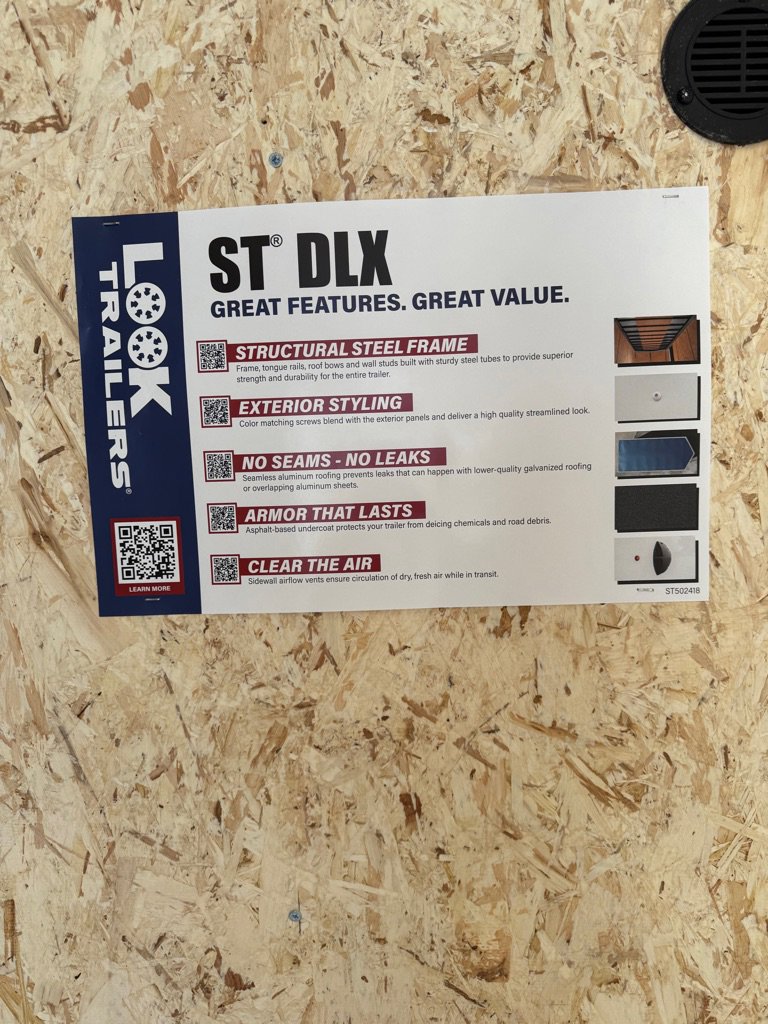 LOOK
TRAILERS®
LEARN MORE
ST® DLX
GREAT FEATURES. GREAT VALUE.
STRUCTURAL STEEL FRAME
Frame, tongue rails, roof bows and wall studs built with sturdy steel tubes to provide superior
strength and durability for the entire trailer.
EXTERIOR STYLING
Color matching screws blend with the exterior panels and deliver a high quality streamlined look.
NO SEAMS - NO LEAKS
Seamless aluminum roofing prevents leaks that can happen with lower-quality galvanized roofing
or overlapping aluminum sheets.
ARMOR THAT LASTS
Asphalt-based undercoat protects your trailer from deicing chemicals and road debris.
CLEAR THE AIR
Sidewall airflow vents ensure circulation of dry, fresh air while in transit.
ST502418